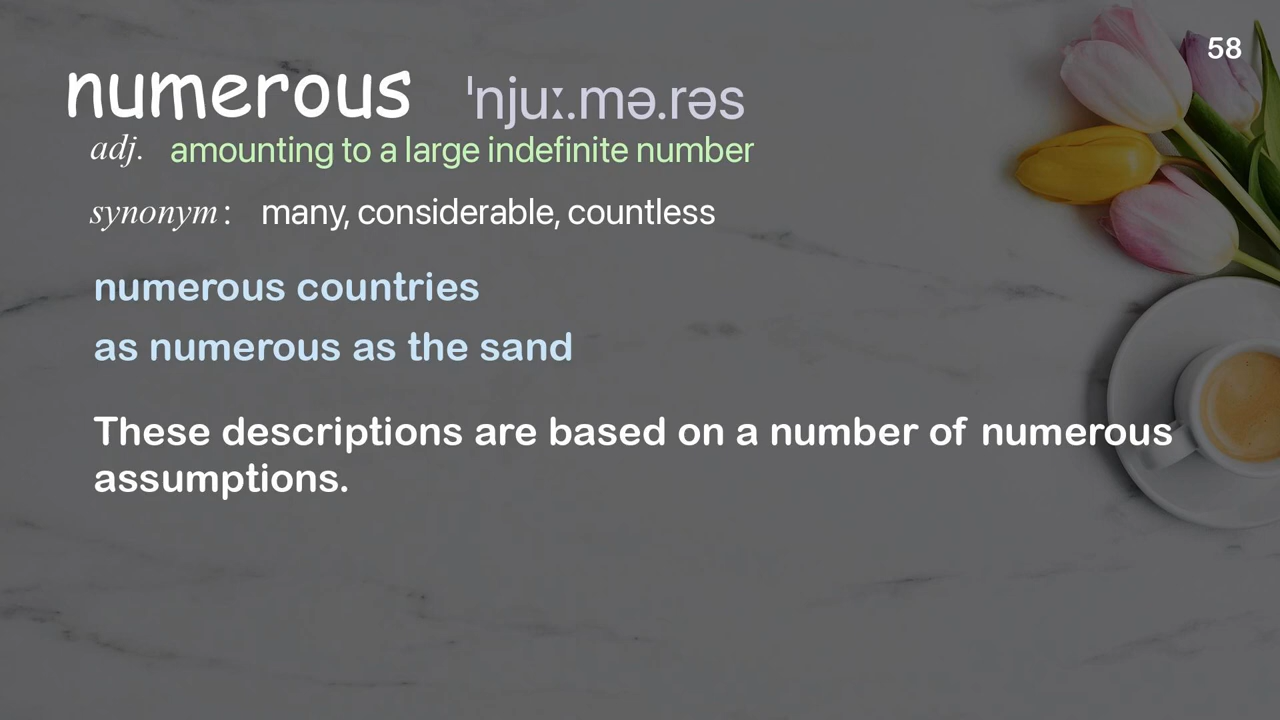 58
numerous ˈnjuː.mə.rəs
adj. amounting to a large indefinite number
synonym: many, considerable, countless
numerous countries
as numerous as the sand
These descriptions are based on a number of numerous
assumptions.